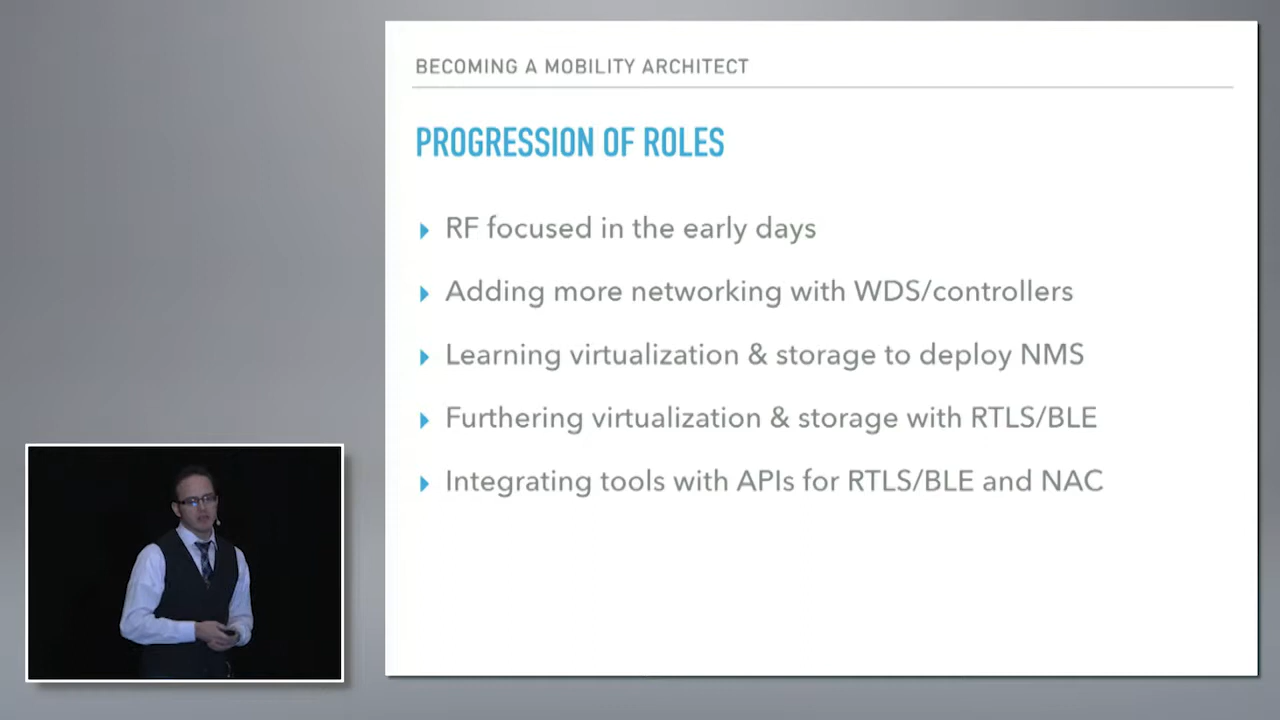 BECOMING A MOBILITY ARCHITECT
PROGRESSION OF ROLES
RF focused in the early days
Adding more networking with WDS/controllers
Learning virtualization & storage to deploy NMS
Furthering virtualization & storage with RTLS/BLE
Integrating tools with APIs for RTLS/BLE and NAC